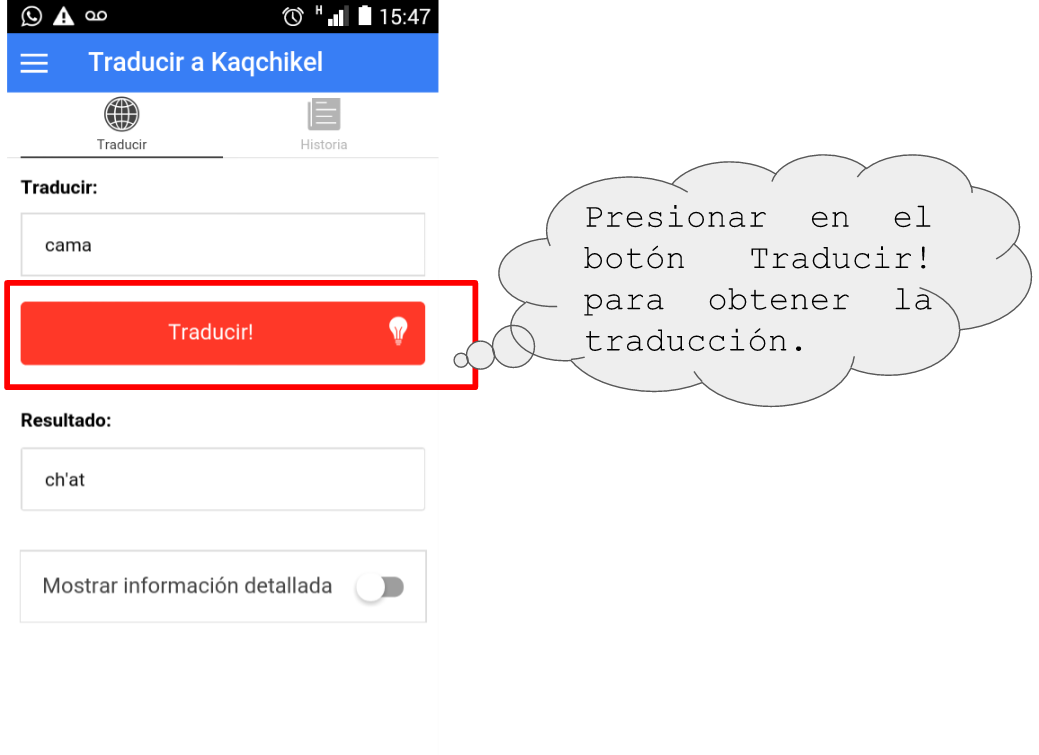 H 15:47
Traducir a Kaqchikel
Traducir
Historia
Traducir:
cama
Traducir!
Resultado:
ch'at
Mostrar información detallada
Presionar en el
botón Traducir!
para obtener la
traducción.